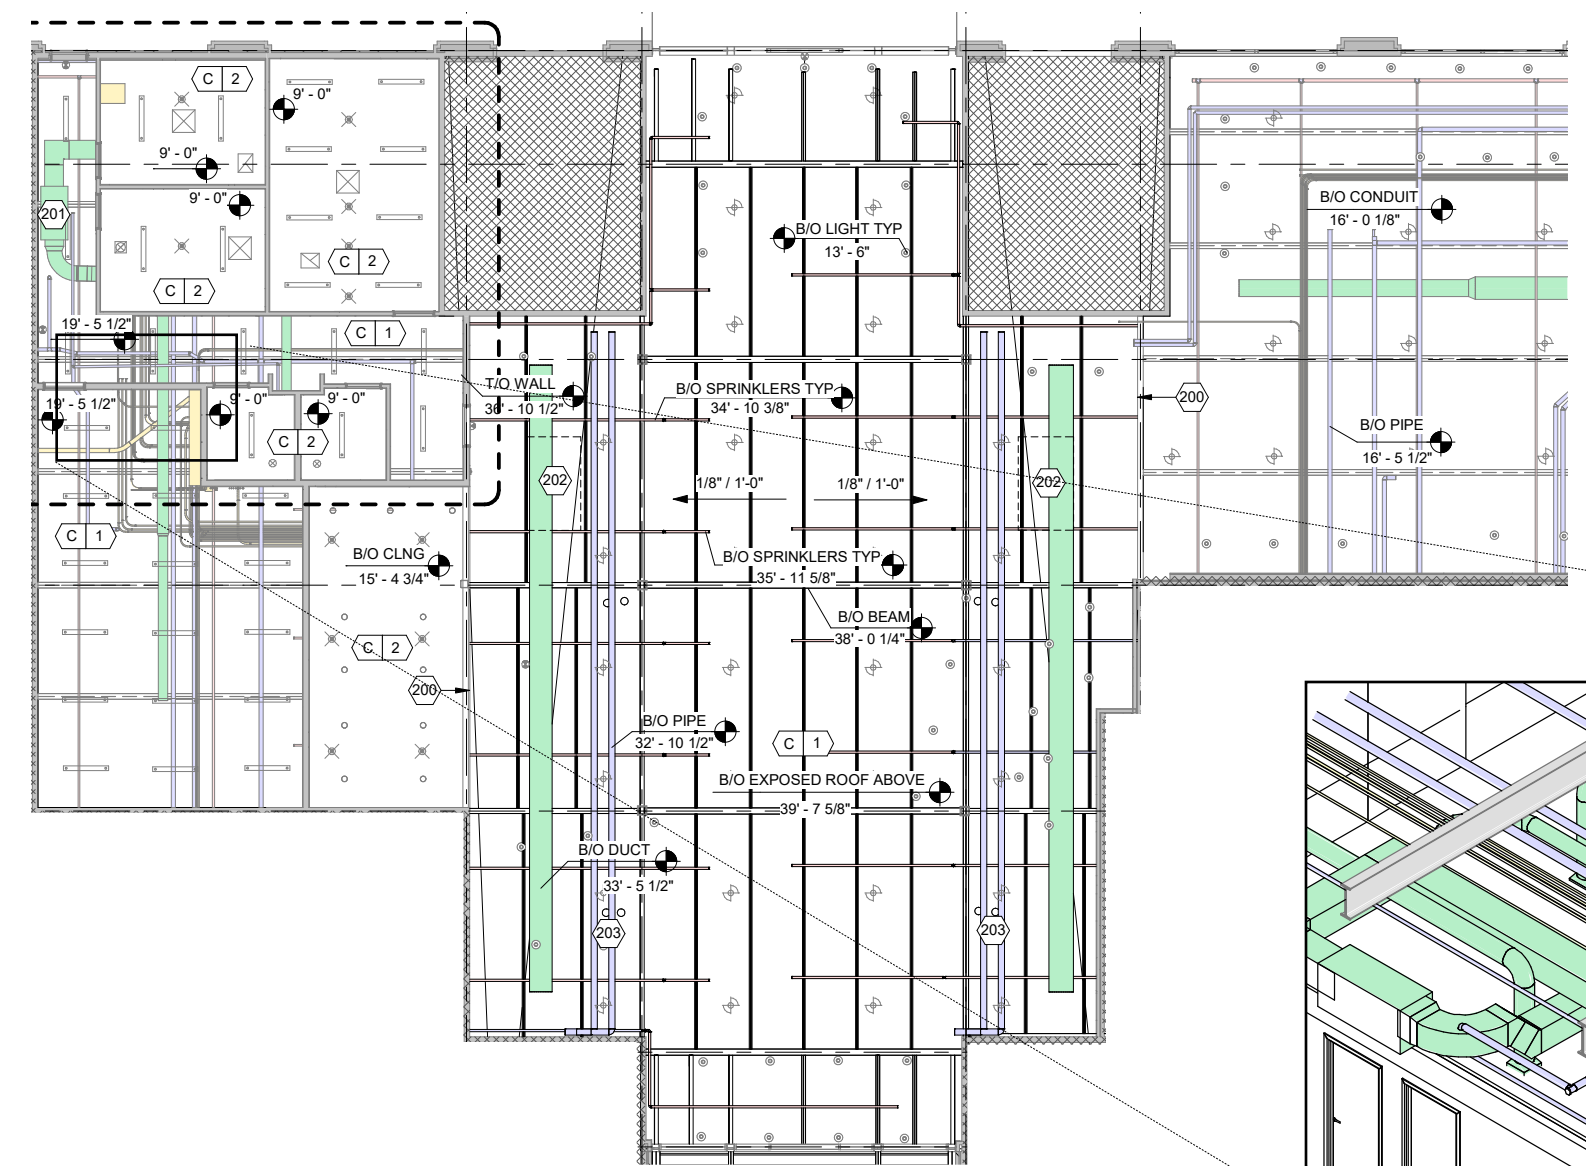 C 2
9' - 0"
9' - 0"
9' - 0"
201
C 2
C 2
B/O CONDUIT
16' - 0 1/8"
B/O LIGHT TYP
13' - 6"
19' - 5 1/2"
C 1
19' - 5 1/2"
9' - 0"
9' - 0"
C 2
T/O WALL
36' - 10 1/2"
B/O SPRINKLERS TYP
34' - 10 3/8"
200
B/O PIPE
16' - 5 1/2"
202
1/8" / 1'-0"
1/8" / 1'-0"
202
C 1
B/O CLNG
15' - 4 3/4"
B/O SPRINKLERS TYP
35' - 11 5/8"
B/O BEAM
38' - 0 1/4"
C 2
200
B/O PIPE
32' - 10 1/2"
C 1
B/O EXPOSED ROOF ABOVE
39' - 7 5/8"
B/O DUCT
33' - 5 1/2"
203
203